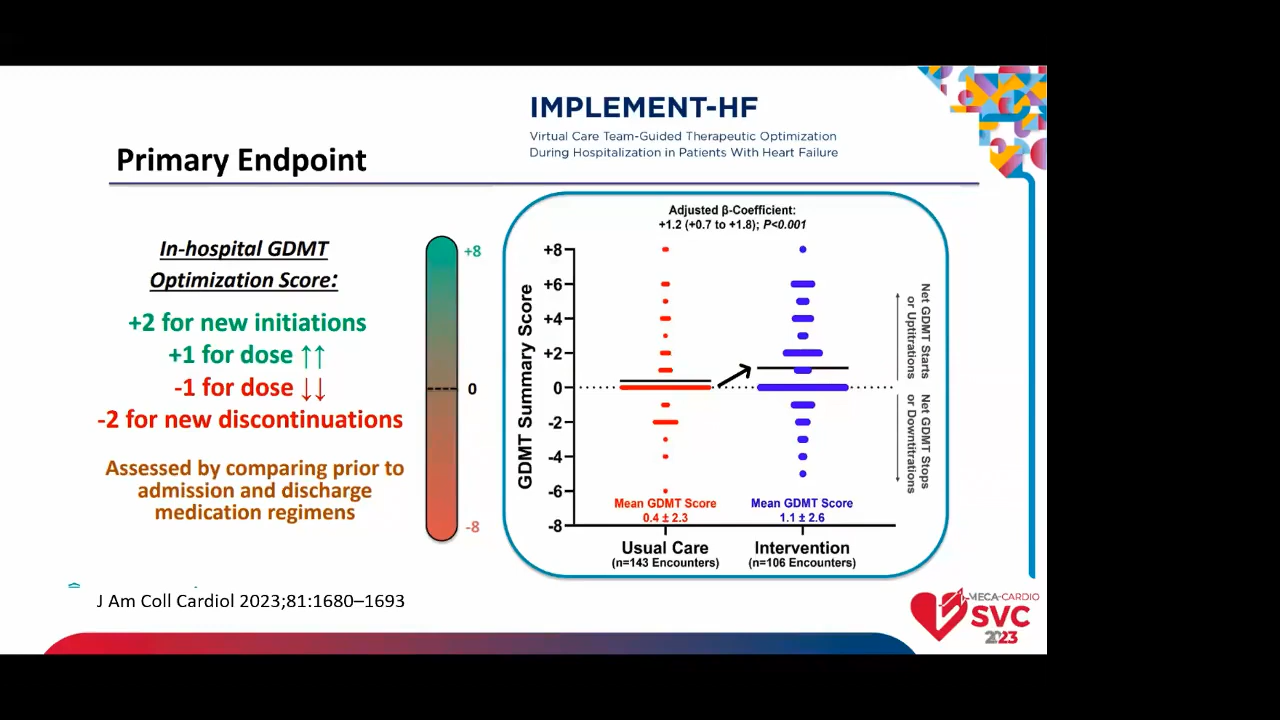 IMPLEMENT-HF
Virtual Care Team-Guided Therapeutic Optimization
During Hospitalization in Patients With Heart Failure
Primary Endpoint
In-hospital GDMT
Optimization Score:
+2 for new initiations
+1 for dose ↑↑
-1 for dose ↓↓
-2 for new discontinuations
Assessed by comparing prior to
admission and discharge
medication regimens
+8
0
-8
Adjusted β-Coefficient:
+1.2 (+0.7 to +1.8); P<0.001
GDMT Summary Score
+8
+6
+4
+2
0
-2
-4
-6
-8
Mean GDMT Score
0.4 ± 2.3
Mean GDMT Score
1.1 ± 2.6
Usual Care
(n=143 Encounters)
Intervention
(n=106 Encounters)
Net GDMT Starts
or Uptitrations
Net GDMT Stops
or Downtitrations
J Am Coll Cardiol 2023;81:1680–1693
MECA-CARDIO
SVC
2023